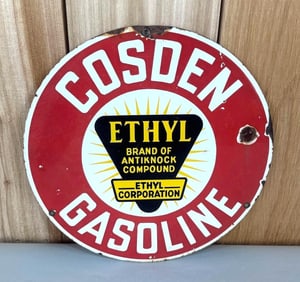 COSDEN
ETHYL
BRAND OF
ANTIKNOCK
COMPOUND
ETHYL
CORPORATION
GASOLINE